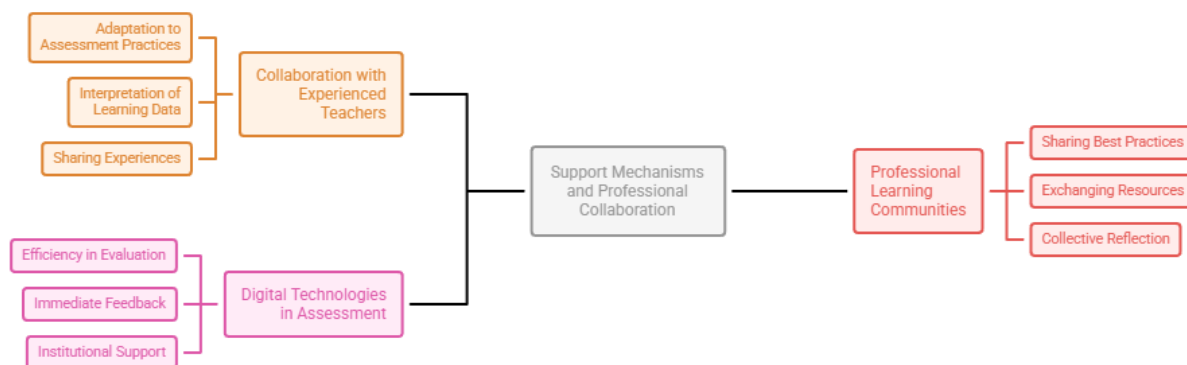 Adaptation to
Assessment Practices
Interpretation of
Learning Data
Sharing Experiences
Collaboration with
Experienced
Teachers
Efficiency in Evaluation
Immediate Feedback
Institutional Support
Digital Technologies
in Assessment
Support Mechanisms
and Professional
Collaboration
Professional
Learning
Communities
Sharing Best Practices
Exchanging Resources
Collective Reflection